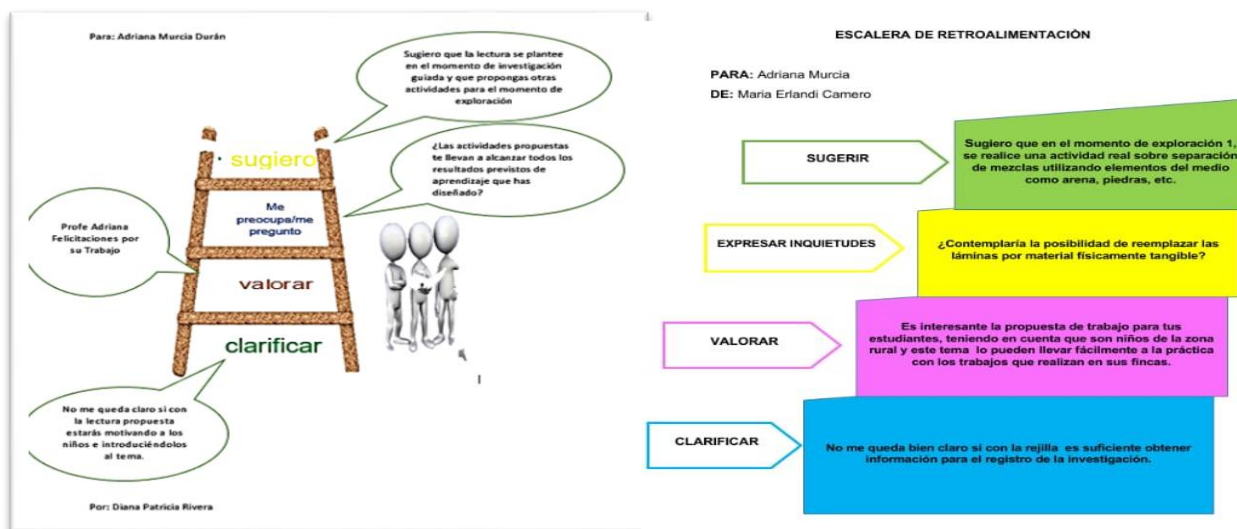 Para: Adriana Murcia Durán
Sugiero que la lectura se plantee
en el momento de investigación
guiada y que propongas otras
actividades para el momento de
exploración
sugiero
¿Las actividades propuestas
te llevan a alcanzar todos los
resultados previstos de
aprendizaje que has
diseñado?
Me
preocupa/me
pregunto
Profe Adriana
Felicitaciones por
su Trabajo
valorar
clarificar
No me queda claro si con
la lectura propuesta
estarás motivando a los
niños e introduciéndolos
al tema.
Por: Diana Patricia Rivera
ESCALERA DE RETROALIMENTACIÓN
PARA: Adriana Murcia
DE: Maria Erlandi Camero
SUGERIR
Sugiero que en el momento de exploración 1,
se realice una actividad real sobre separación
de mezclas utilizando elementos del medio
como arena, piedras, etc.
EXPRESAR INQUIETUDES
¿Contemplaría la posibilidad de reemplazar las
láminas por material físicamente tangible?
VALORAR
Es interesante la propuesta de trabajo para tus
estudiantes, teniendo en cuenta que son niños de la zona
rural y este tema lo pueden llevar fácilmente a la práctica
con los trabajos que realizan en sus fincas.
CLARIFICAR
No me queda bien claro si con la rejilla es suficiente obtener
información para el registro de la investigación.